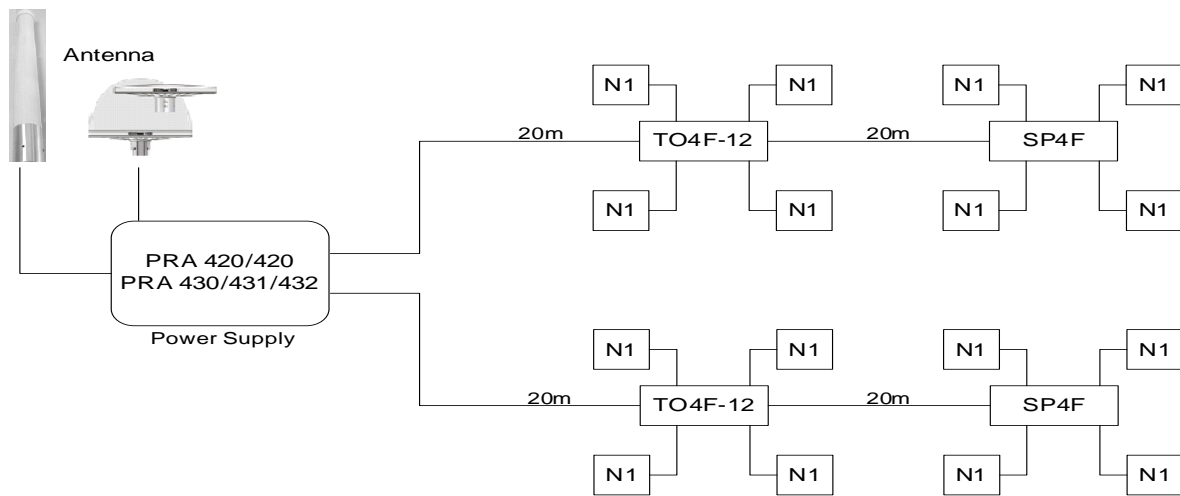 Antenna
N1
N1
N1
N1
20m
TO4F-12
20m
SP4F
N1
N1
N1
N1
PRA 420/420
PRA 430/431/432
Power Supply
N1
N1
N1
N1
20m
TO4F-12
20m
SP4F
N1
N1
N1
N1